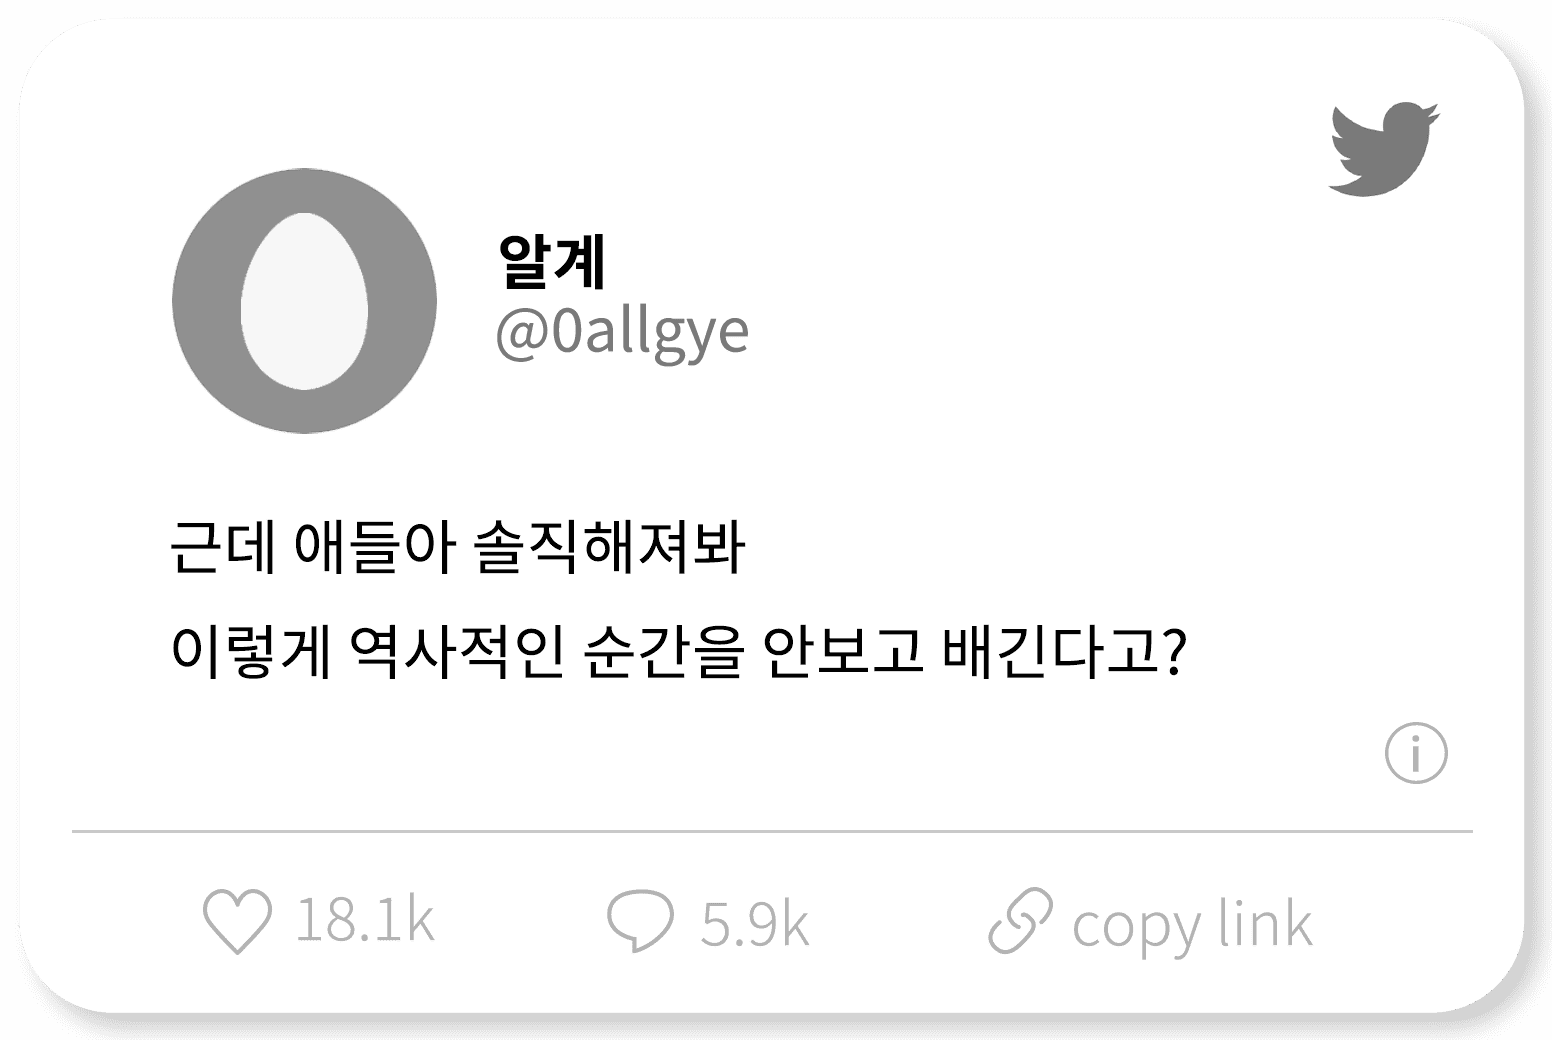 알계
@0allgye
근데 얘들아 솔직해져봐
이렇게 역사적인 순간을 안보고 배긴다고?
18.1k 5.9k copy link